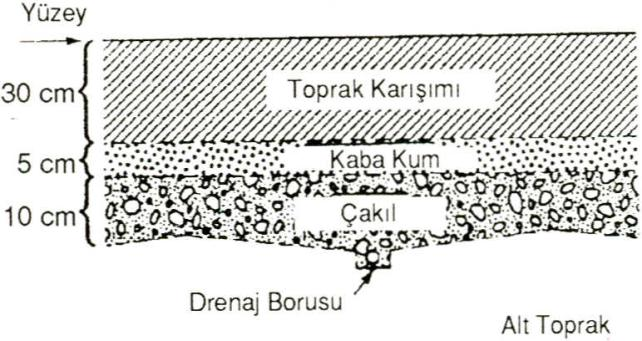 Yüzey
30 cm
Toprak Karışımı
5 cm
Kaba Kum
10 cm
Çakıl
Drenaj Borusu
Alt Toprak